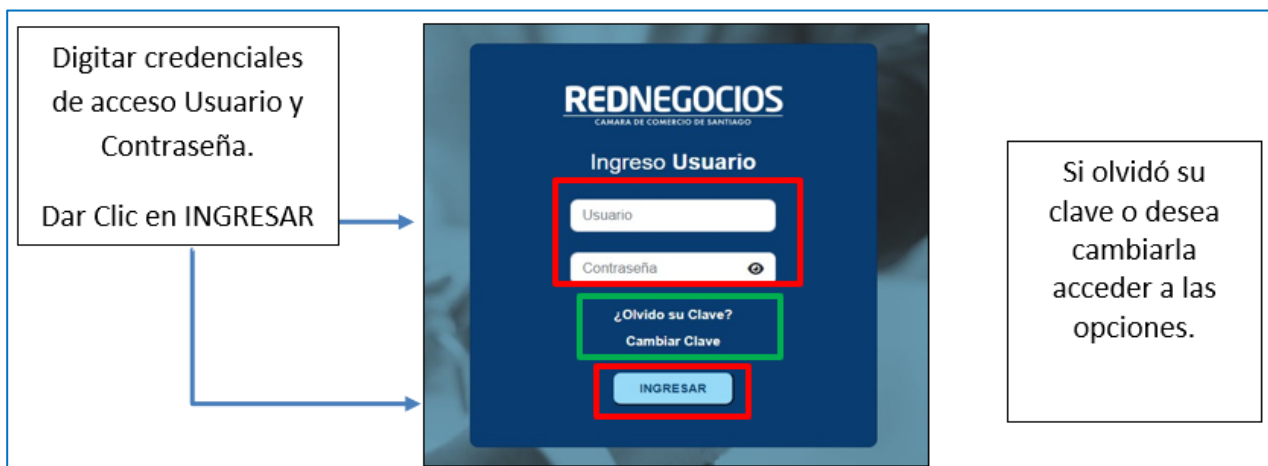 Digitar credenciales
de acceso Usuario y
Contraseña.
Dar Clic en INGRESAR
REDNEGOCIOS
CAMARA DE COMERCIO DE SANTIAGO
Ingreso Usuario
Usuario
Contraseña
¿Olvido su Clave?
Cambiar Clave
INGRESAR
Si olvidó su
clave o desea
cambiarla
acceder a las
opciones.